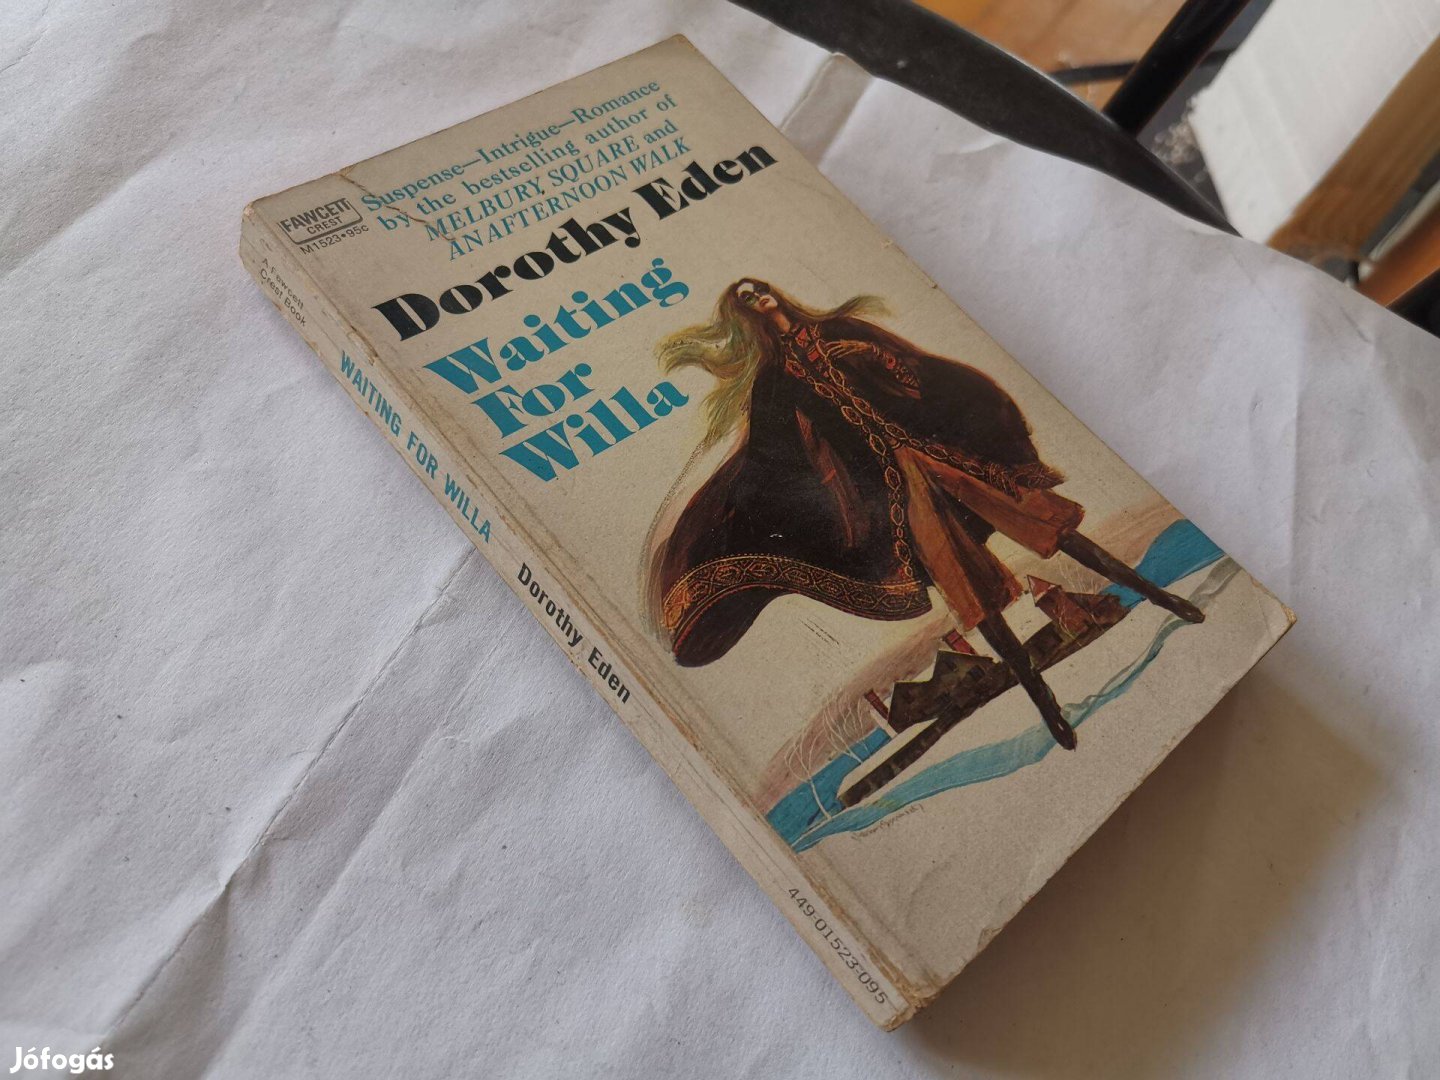 FAWCETT
CREST
M1523•95c
Suspense—Intrigue—Romance
by the bestselling author of
MELBURY SQUARE and
AN AFTERNOON WALK
Dorothy Eden
Waiting
For
Willa
A Fawcett
Crest Book
WAITING FOR WILLA
Dorothy Eden
449-01523-095
Jófogás